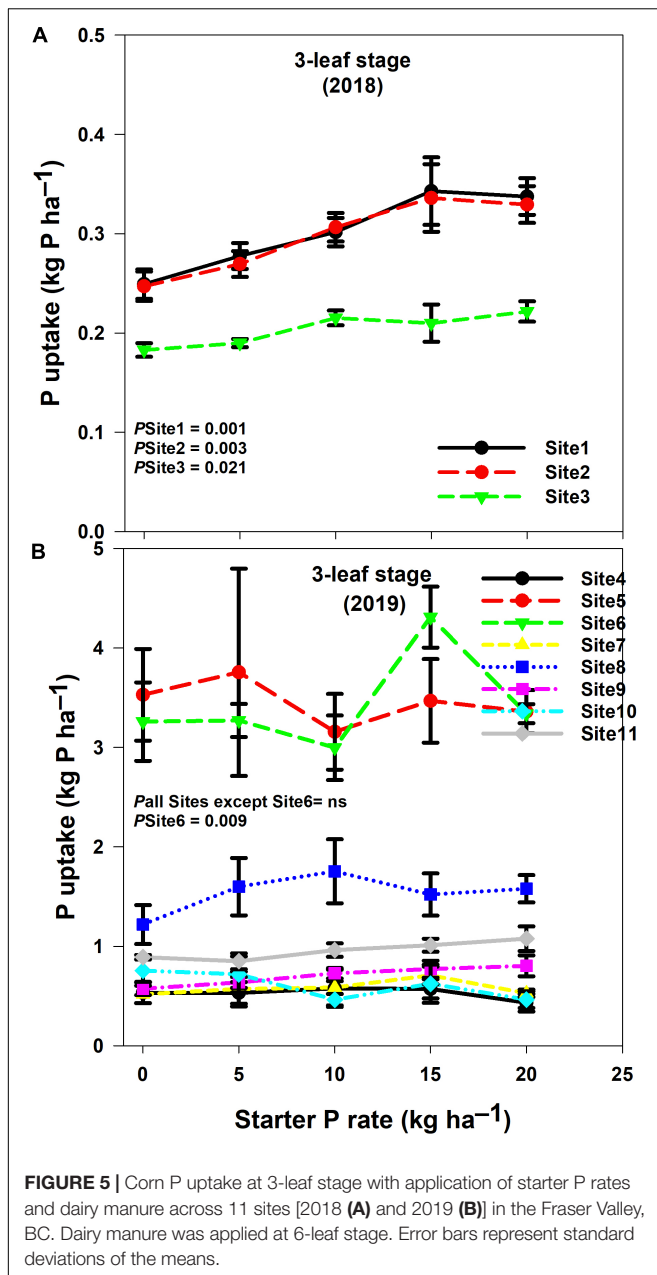 A
3-leaf stage
(2018)
0.5
0.4
0.3
0.2
0.1
0.0
P uptake (kg P ha⁻¹)
PSite1 = 0.001
PSite2 = 0.003
PSite3 = 0.021
Site1
Site2
Site3
B
3-leaf stage
(2019)
5
4
3
2
1
0
P uptake (kg P ha⁻¹)
Site4
Site5
Site6
Site7
Site8
Site9
Site10
Site11
Pall Sites except Site6= ns
PSite6 = 0.009
0 5 10 15 20 25
Starter P rate (kg ha⁻¹)
FIGURE 5 | Corn P uptake at 3-leaf stage with application of starter P rates
and dairy manure across 11 sites [2018 (A) and 2019 (B)] in the Fraser Valley,
BC. Dairy manure was applied at 6-leaf stage. Error bars represent standard
deviations of the means.